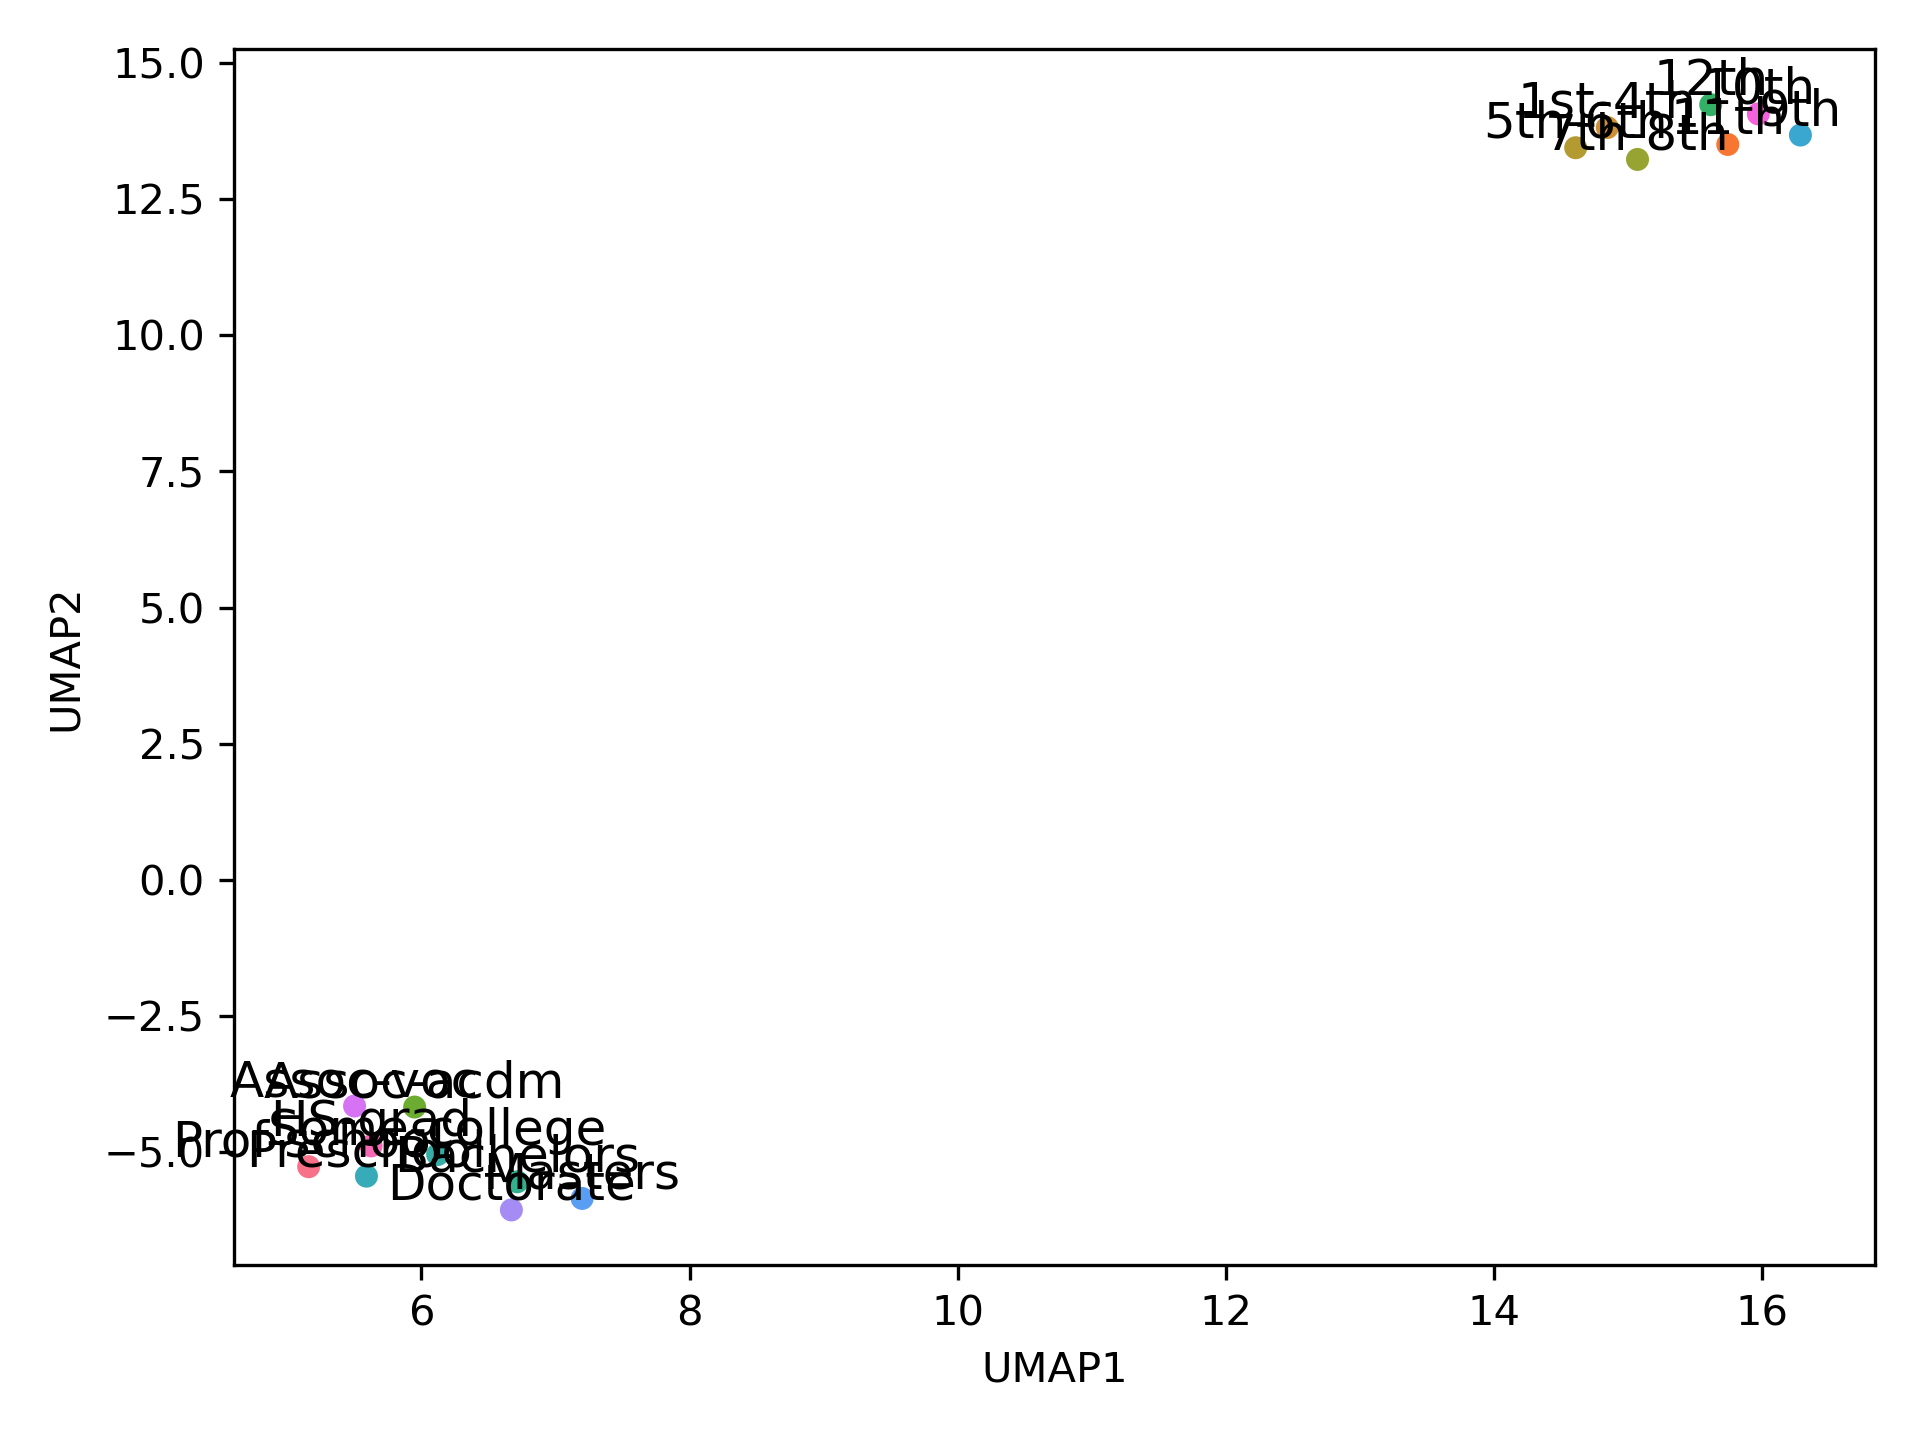 15.0
12.5
10.0
7.5
5.0
2.5
0.0
−2.5
−5.0
UMAP2
12th
10th
1st-4th
9th
11th
5th-6th
7th-8th
Assoc-voc
Assoc-acdm
HS-grad
Some-college
Prof-school
Preschool
Bachelors
Masters
Doctorate
6
8
10
12
14
16
UMAP1